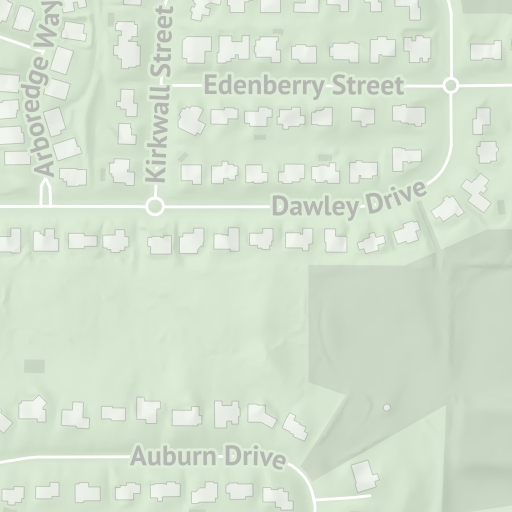 Arboredge Way
Kirkwall Street
Edenberry Street
Dawley Drive
Auburn Drive